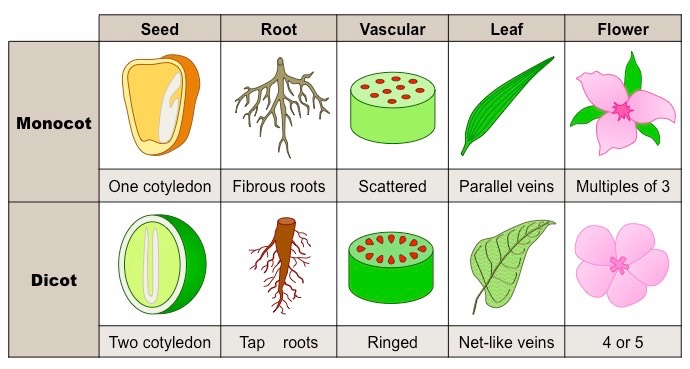 Seed Root Vascular Leaf Flower
Monocot
One cotyledon Fibrous roots Scattered Parallel veins Multiples of 3
Dicot
Two cotyledon Tap roots Ringed Net-like veins 4 or 5